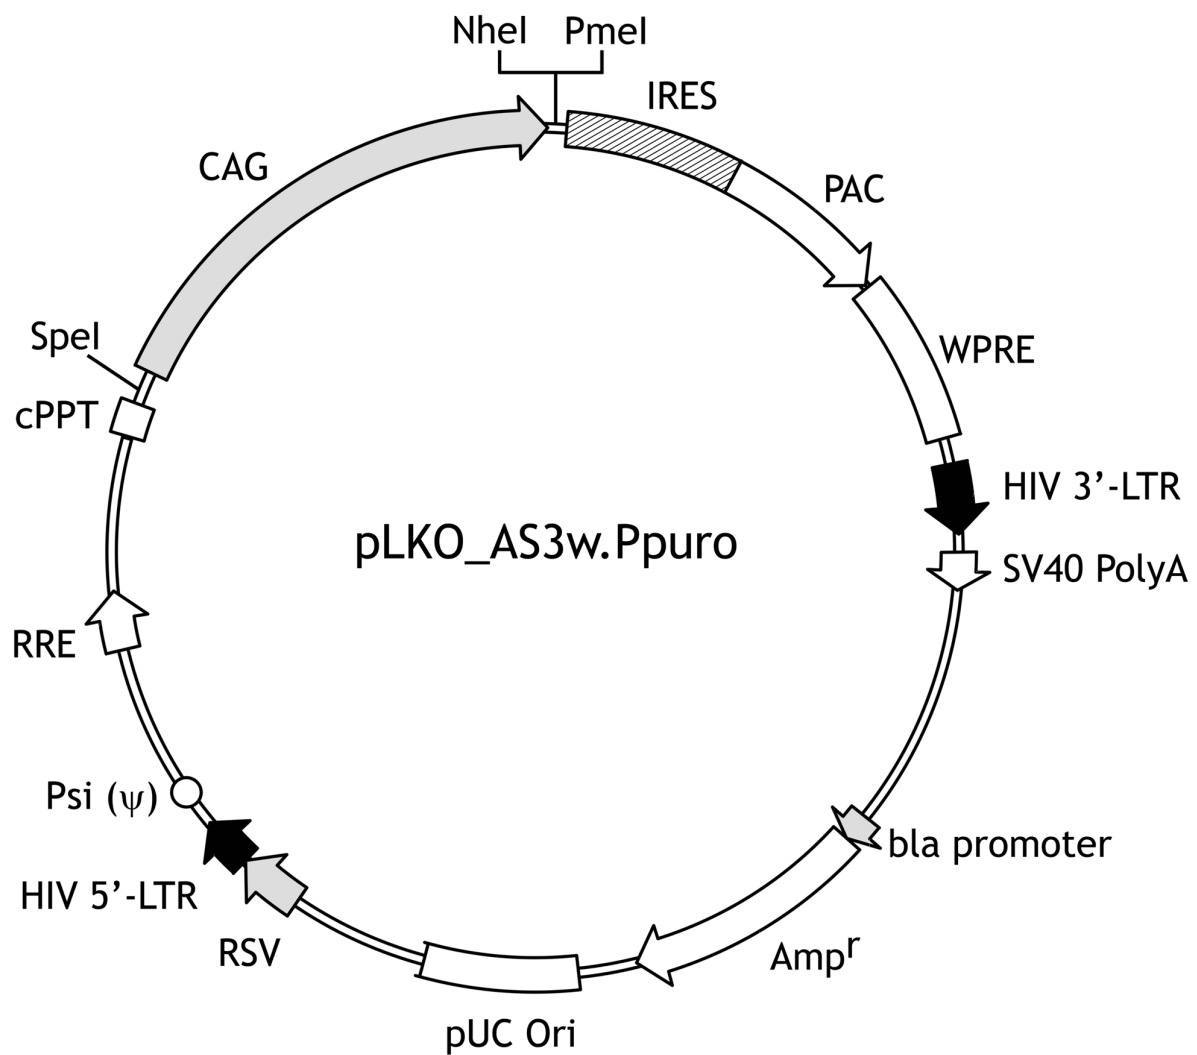 NheI PmeI
IRES
CAG
PAC
SpeI
WPRE
cPPT
HIV 3’-LTR
pLKO_AS3w.Ppuro
SV40 PolyA
RRE
Psi (ψ)
bla promoter
HIV 5’-LTR
RSV
Ampʳ
pUC Ori